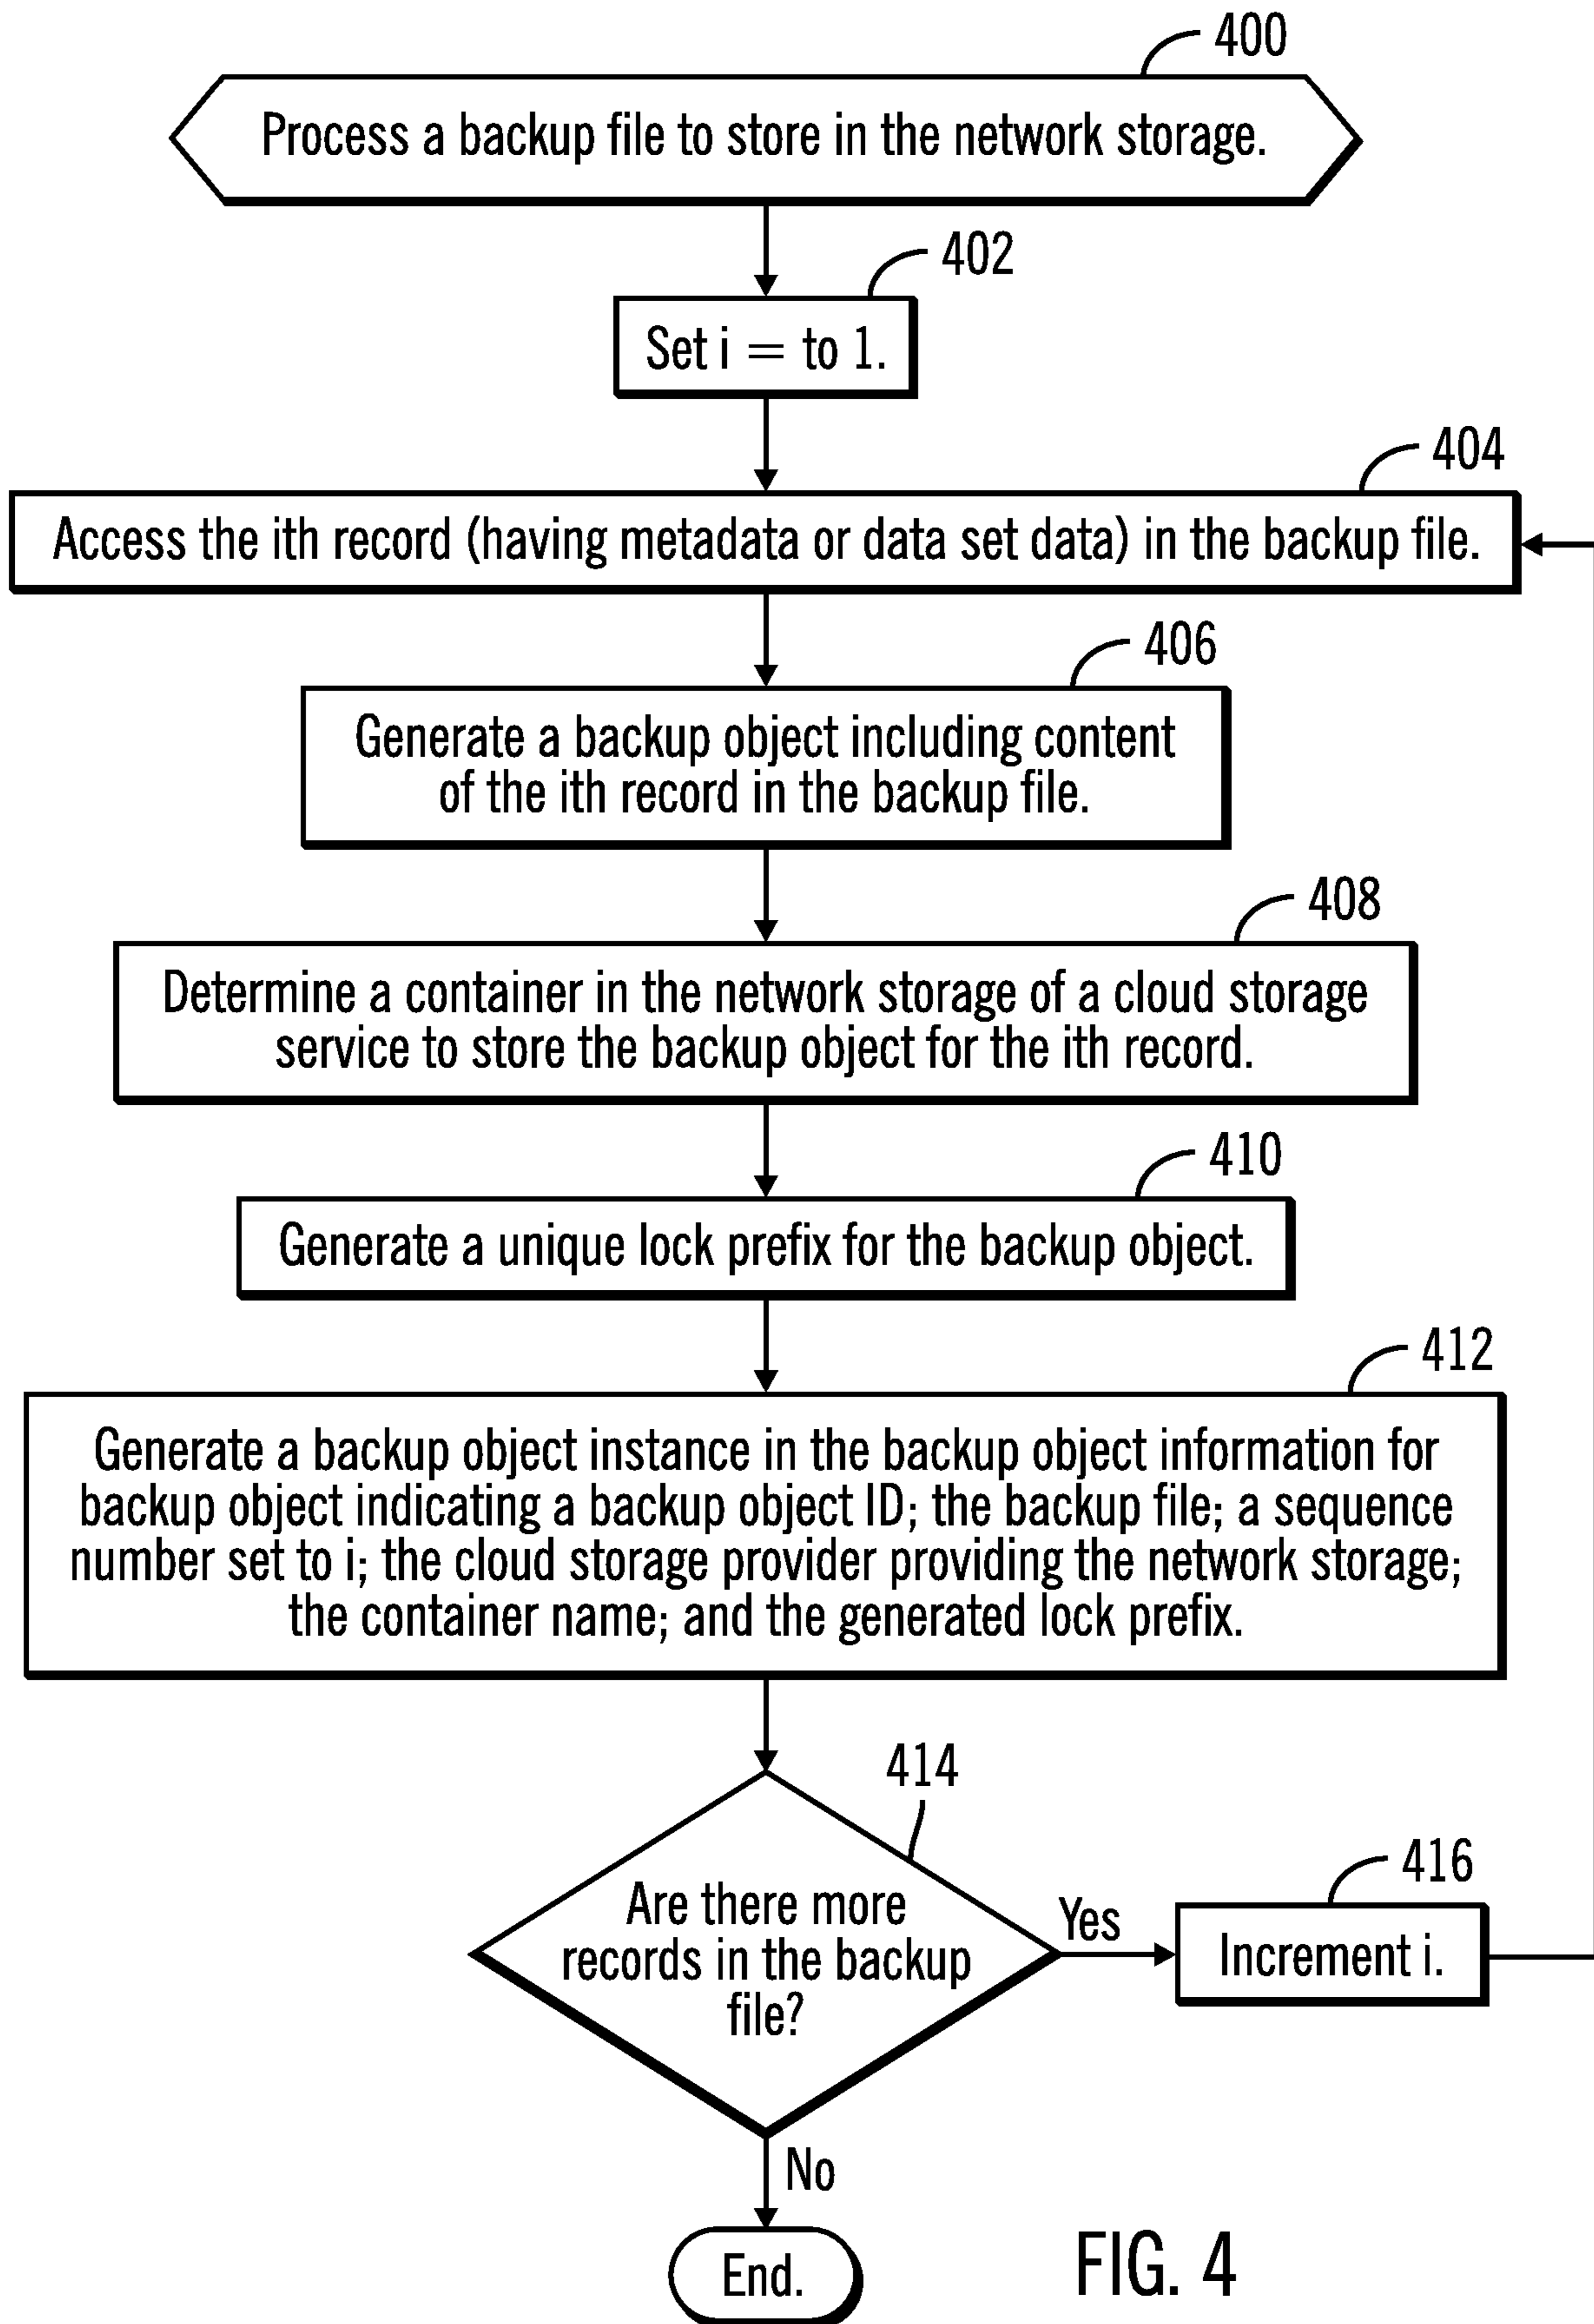 400
Process a backup file to store in the network storage.
402
Set i = to 1.
404
Access the ith record (having metadata or data set data) in the backup file.
406
Generate a backup object including content
of the ith record in the backup file.
408
Determine a container in the network storage of a cloud storage
service to store the backup object for the ith record.
410
Generate a unique lock prefix for the backup object.
412
Generate a backup object instance in the backup object information for
backup object indicating a backup object ID; the backup file; a sequence
number set to i; the cloud storage provider providing the network storage;
the container name; and the generated lock prefix.
414
Are there more
records in the backup
file?
Yes
416
Increment i.
No
End.
FIG. 4